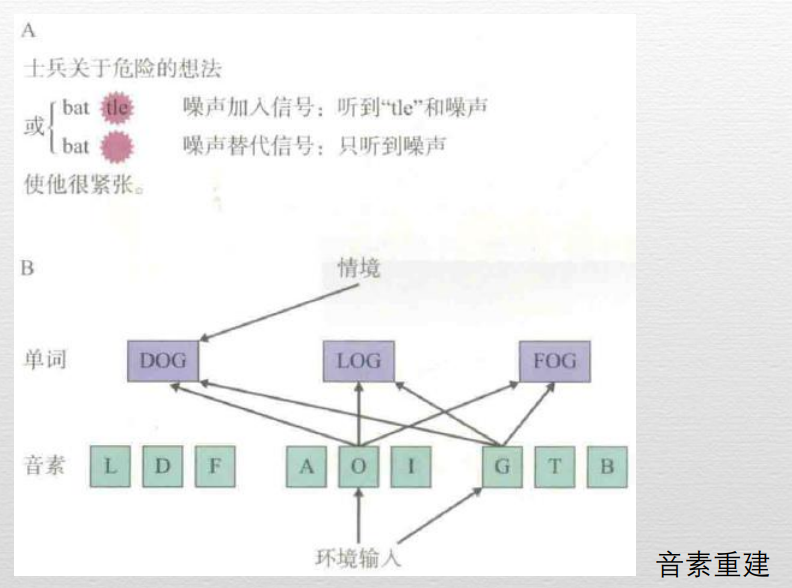 A
士兵关于危险的想法
或 bat tle 噪声加入信号：听到“tle”和噪声
bat 噪声替代信号：只听到噪声
使他很紧张。
B
情境
单词 DOG LOG FOG
音素 L D F A O I G T B
环境输入
音素重建